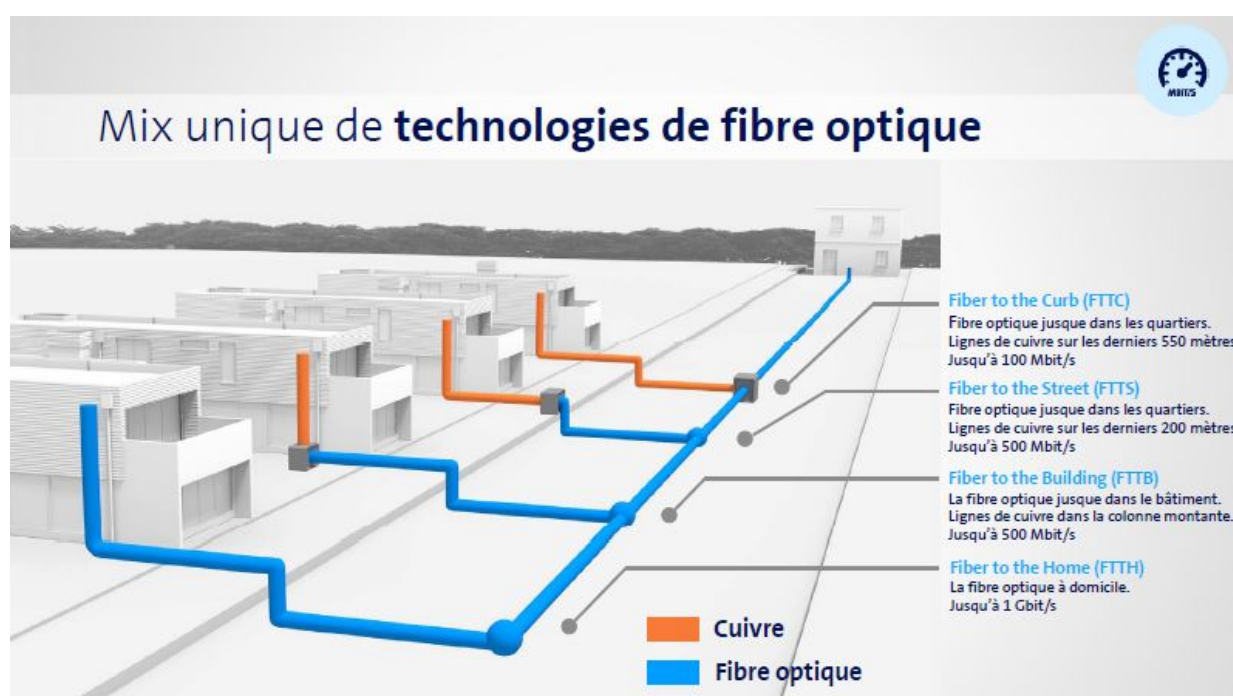 MBIT/S
Mix unique de technologies de fibre optique
Fiber to the Curb (FTTC)
Fibre optique jusque dans les quartiers.
Lignes de cuivre sur les derniers 550 mètres
Jusqu'à 100 Mbit/s
Fiber to the Street (FTTS)
Fibre optique jusque dans les quartiers.
Lignes de cuivre sur les derniers 200 mètres
Jusqu'à 500 Mbit/s
Fiber to the Building (FTTB)
La fibre optique jusque dans le bâtiment.
Lignes de cuivre dans la colonne montante.
Jusqu'à 500 Mbit/s
Fiber to the Home (FTTH)
La fibre optique à domicile.
Jusqu'à 1 Gbit/s
Cuivre
Fibre optique